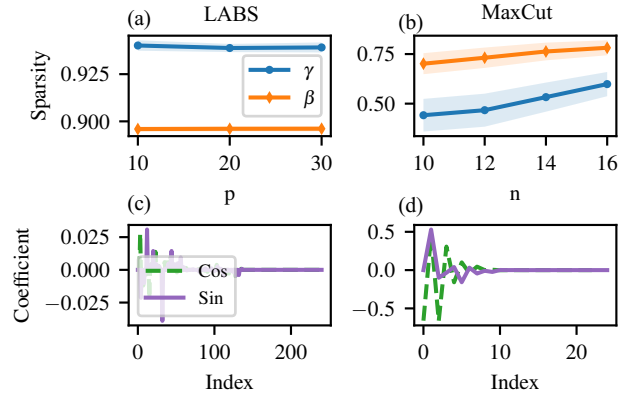 (a) LABS
(b) MaxCut
Sparsity
0.925
0.900
γ
β
10 20 30
p
0.75
0.50
10 12 14 16
n
(c)
(d)
Coefficient
0.025
0.000
−0.025
Cos
Sin
0 100 200
Index
0.5
0.0
−0.5
0 10 20
Index